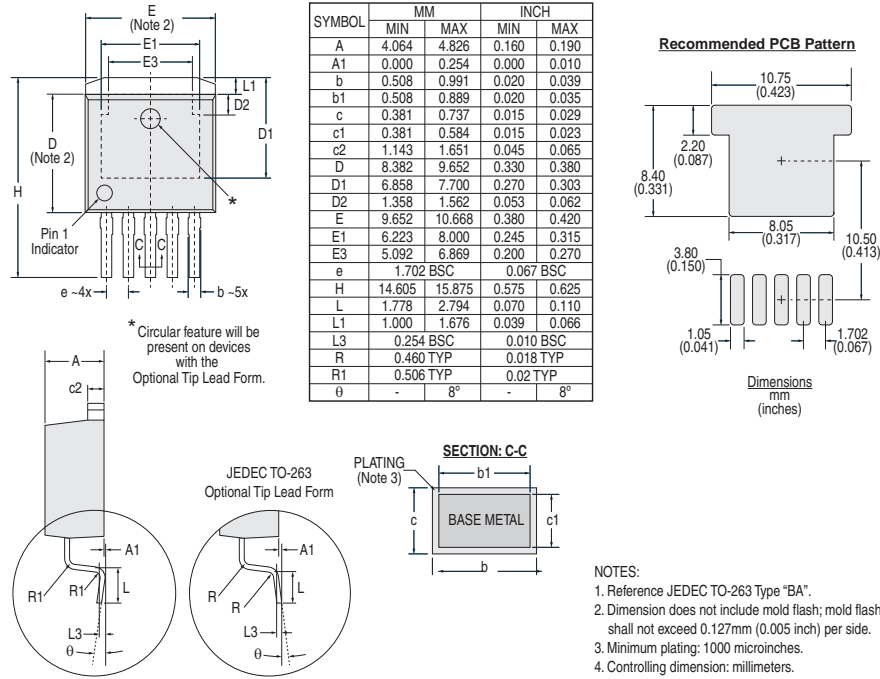 E
(Note 2)
E1
E3
L1
D2
D1
D
(Note 2)
H
*
Pin 1
Indicator
C C
e ~4x
b ~5x
* Circular feature will be
present on devices
with the
Optional Tip Lead Form.
SYMBOL MM INCH
MIN MAX MIN MAX
A 4.064 4.826 0.160 0.190
A1 0.000 0.254 0.000 0.010
b 0.508 0.991 0.020 0.039
b1 0.508 0.889 0.020 0.035
c 0.381 0.737 0.015 0.029
c1 0.381 0.584 0.015 0.023
c2 1.143 1.651 0.045 0.065
D 8.382 9.652 0.330 0.380
D1 6.858 7.700 0.270 0.303
D2 1.358 1.562 0.053 0.062
E 9.652 10.668 0.380 0.420
E1 6.223 8.000 0.245 0.315
E3 5.092 6.869 0.200 0.270
e 1.702 BSC 0.067 BSC
H 14.605 15.875 0.575 0.625
L 1.778 2.794 0.070 0.110
L1 1.000 1.676 0.039 0.066
L3 0.254 BSC 0.010 BSC
R 0.460 TYP 0.018 TYP
R1 0.506 TYP 0.02 TYP
θ - 8º - 8º
Recommended PCB Pattern
10.75
(0.423)
2.20
(0.087)
8.40
(0.331)
8.05
(0.317)
10.50
(0.413)
3.80
(0.150)
1.05
(0.041)
1.702
(0.067)
Dimensions
mm
(inches)
A
c2
A1
R1
R1
L
L3
θ
JEDEC TO-263
Optional Tip Lead Form
A1
R
R
L
L3
θ
SECTION: C-C
PLATING
(Note 3)
b1
c
BASE METAL
c1
b
NOTES:
1. Reference JEDEC TO-263 Type “BA”.
2. Dimension does not include mold flash; mold flash
shall not exceed 0.127mm (0.005 inch) per side.
3. Minimum plating: 1000 microinches.
4. Controlling dimension: millimeters.